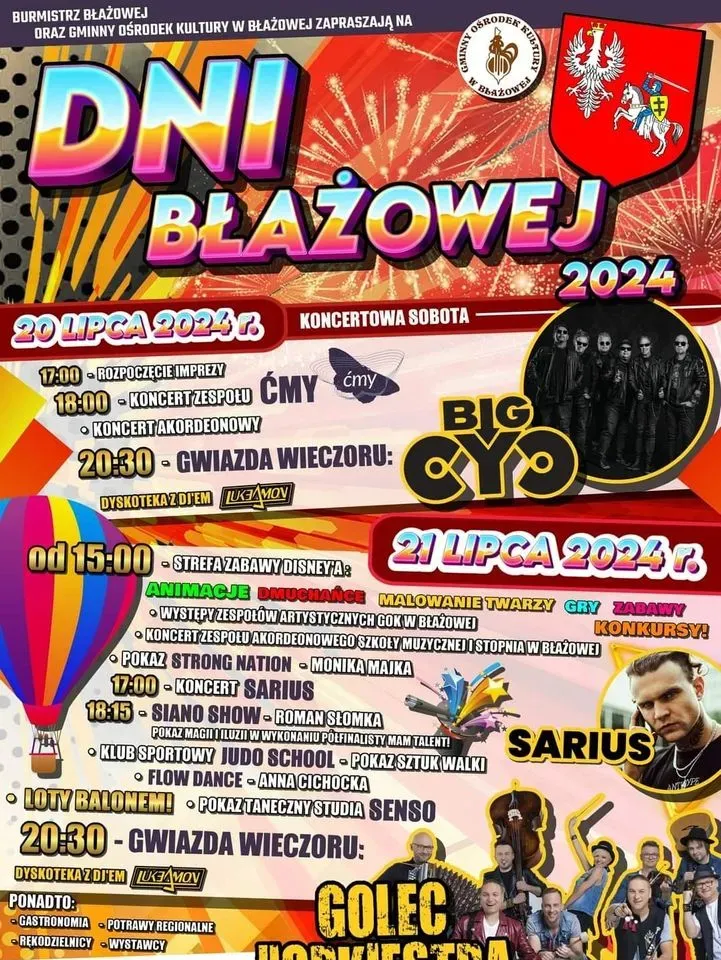 BURMISTRZ BŁAŻOWEJ
ORAZ GMINNY OŚRODEK KULTURY W BŁAŻOWEJ ZAPRASZAJĄ NA
GMINNY OŚRODEK KULTURY
W BŁAŻOWEJ
DNI
BŁAŻOWEJ
2024
20 LIPCA 2024 r.
KONCERTOWA SOBOTA
17:00 - ROZPOCZĘCIE IMPREZY
18:00 - KONCERT ZESPOŁU ĆMY
ćmy
• KONCERT AKORDEONOWY
20:30 - GWIAZDA WIECZORU:
BIG
CYC
DYSKOTEKA Z DJ'EM LUKEAMON
21 LIPCA 2024 r.
od 15:00 - STREFA ZABAWY DISNEY'A:
ANIMACJE DMUCHAŃCE MALOWANIE TWARZY GRY ZABAWY
KONKURSY!
• WYSTĘPY ZESPOŁÓW ARTYSTYCZNYCH GOK W BŁAŻOWEJ
• KONCERT ZESPOŁU AKORDEONOWEGO SZKOŁY MUZYCZNEJ I STOPNIA W BŁAŻOWEJ
• POKAZ STRONG NATION - MONIKA MAJKA
17:00 - KONCERT SARIUS
18:15 - SIANO SHOW - ROMAN SŁOMKA
POKAZ MAGII I ILUZJI W WYKONANIU PÓŁFINALISTY MAM TALENT!
SARIUS
• KLUB SPORTOWY JUDO SCHOOL - POKAZ SZTUK WALKI
• FLOW DANCE - ANNA CICHOCKA
• LOTY BALONEM! • POKAZ TANECZNY STUDIA SENSO
20:30 - GWIAZDA WIECZORU:
DYSKOTEKA Z DJ'EM LUKEAMON
GOLEC
UORKIESTRA
PONADTO:
- GASTRONOMIA - POTRAWY REGIONALNE
- RĘKODZIELNICY - WYSTAWCY